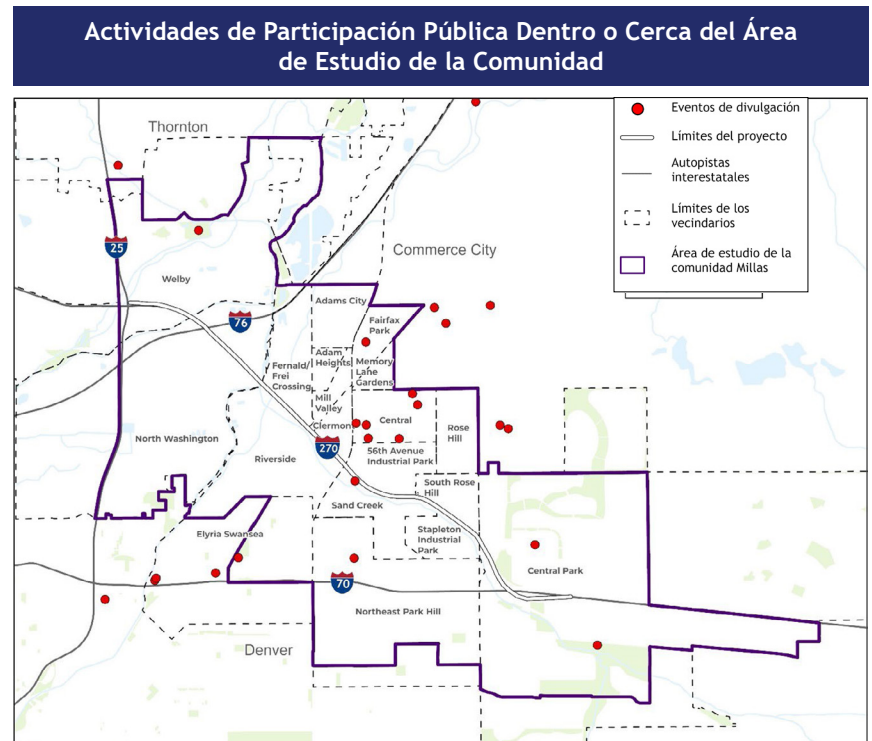 Actividades de Participación Pública Dentro o Cerca del Área
de Estudio de la Comunidad
Eventos de divulgación
Límites del proyecto
Autopistas
interestatales
Límites de los
vecindarios
Área de estudio de la
comunidad Millas
Thornton
Commerce City
25
Welby
76
Adams City
Fairfax
Park
Adam
Heights
Memory
Lane
Gardens
Fernald/
Frei
Crossing
Mill
Valley
Clermon
Central
Rose
Hill
North Washington
270
56th Avenue
Industrial Park
Riverside
South Rose
Hill
Sand Creek
Stapleton
Industrial
Park
Elyria Swansea
Central Park
70
Northeast Park Hill
Denver